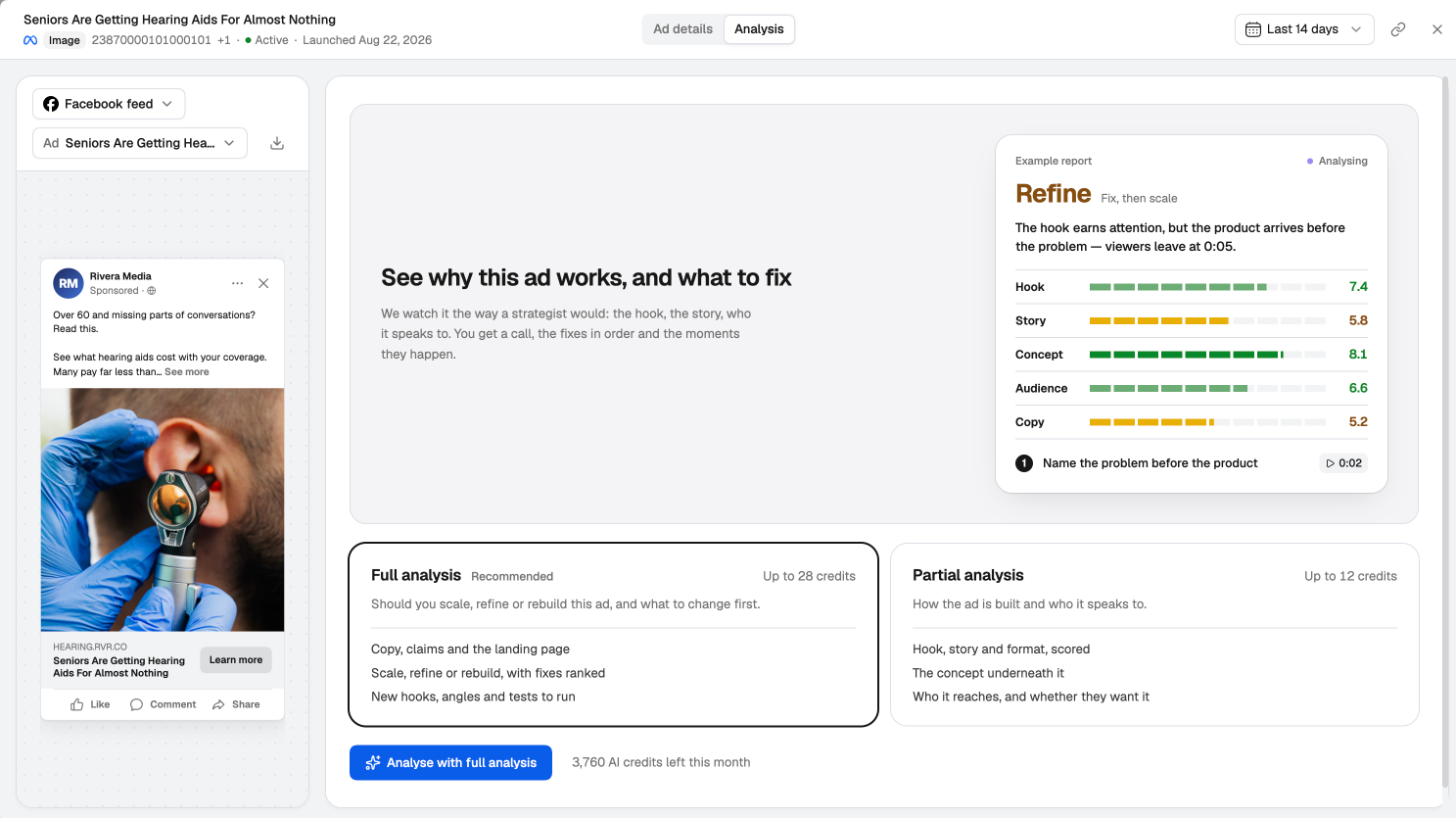 Seniors Are Getting Hearing Aids For Almost Nothing
Image 23870000101000101 +1 · Active · Launched Aug 22, 2026
Ad details Analysis
Last 14 days
Facebook feed
Ad Seniors Are Getting Hea...
RM
Rivera Media
Sponsored ·
Over 60 and missing parts of conversations?
Read this.
See what hearing aids cost with your coverage.
Many pay far less than... See more
HEARING.RVR.CO
Seniors Are Getting Hearing
Aids For Almost Nothing
Learn more
Like Comment Share
See why this ad works, and what to fix
We watch it the way a strategist would: the hook, the story, who
it speaks to. You get a call, the fixes in order and the moments
they happen.
Example report Analysing
Refine Fix, then scale
The hook earns attention, but the product arrives before
the problem — viewers leave at 0:05.
Hook 7.4
Story 5.8
Concept 8.1
Audience 6.6
Copy 5.2
1 Name the problem before the product 0:02
Full analysis Recommended Up to 28 credits
Should you scale, refine or rebuild this ad, and what to change first.
Copy, claims and the landing page
Scale, refine or rebuild, with fixes ranked
New hooks, angles and tests to run
Partial analysis Up to 12 credits
How the ad is built and who it speaks to.
Hook, story and format, scored
The concept underneath it
Who it reaches, and whether they want it
Analyse with full analysis 3,760 AI credits left this month